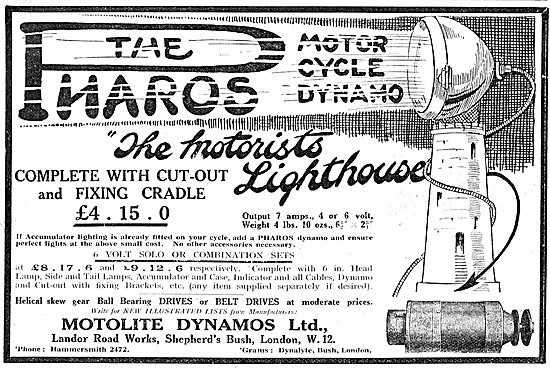 THE
PHAROS
MOTOR
CYCLE
DYNAMO
"The Motorists
Lighthouse
COMPLETE WITH CUT-OUT
and FIXING CRADLE
£4.15.0
Output 7 amps., 4 or 6 volt,
Weight 4 lbs. 10 ozs.,
If Accumulator lighting is already fitted on your cycle, add a PHAROS dynamo and ensure
perfect lights at the above small cost. No other accessories necessary.
6 VOLT SOLO OR COMBINATION SETS
at £8.17.6 and £9.12.6 respectively. Complete with 6 in. Head
Lamp, Side and Tail Lamps, Accumulator and Case, Indicator and all Cables, Dynamo
and Cut-out with fixing Brackets, etc. (any item supplied separately if desired).
Helical skew gear Ball Bearing DRIVES or BELT DRIVES at moderate prices.
Write for NEW ILLUSTRATED LISTS from Manufacturers:
MOTOLITE DYNAMOS Ltd.,
Landor Road Works, Shepherd's Bush, London, W.12.
'Phone: Hammersmith 2472. 'Grams: Dynalyte, Bush, London,